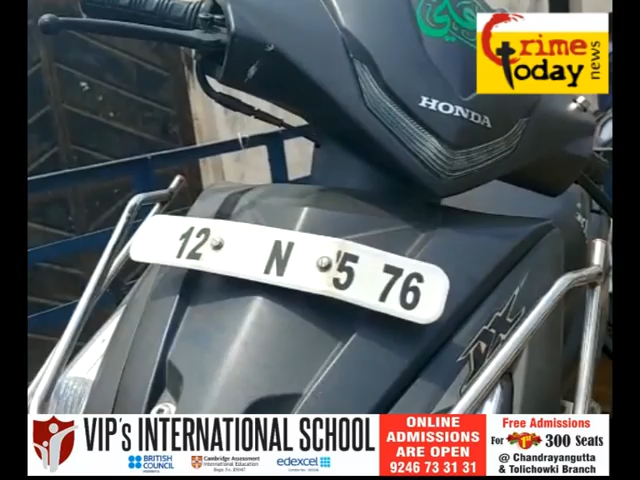 Crime
today
news
HONDA
12 N 5 76
DX
VIP's INTERNATIONAL SCHOOL
BRITISH
COUNCIL
Cambridge Assessment
International Education
edexcel
ONLINE
ADMISSIONS
ARE OPEN
9246 73 31 31
Free Admissions
For 1st 300 Seats
@ Chandrayangutta
& Tolichowki Branch